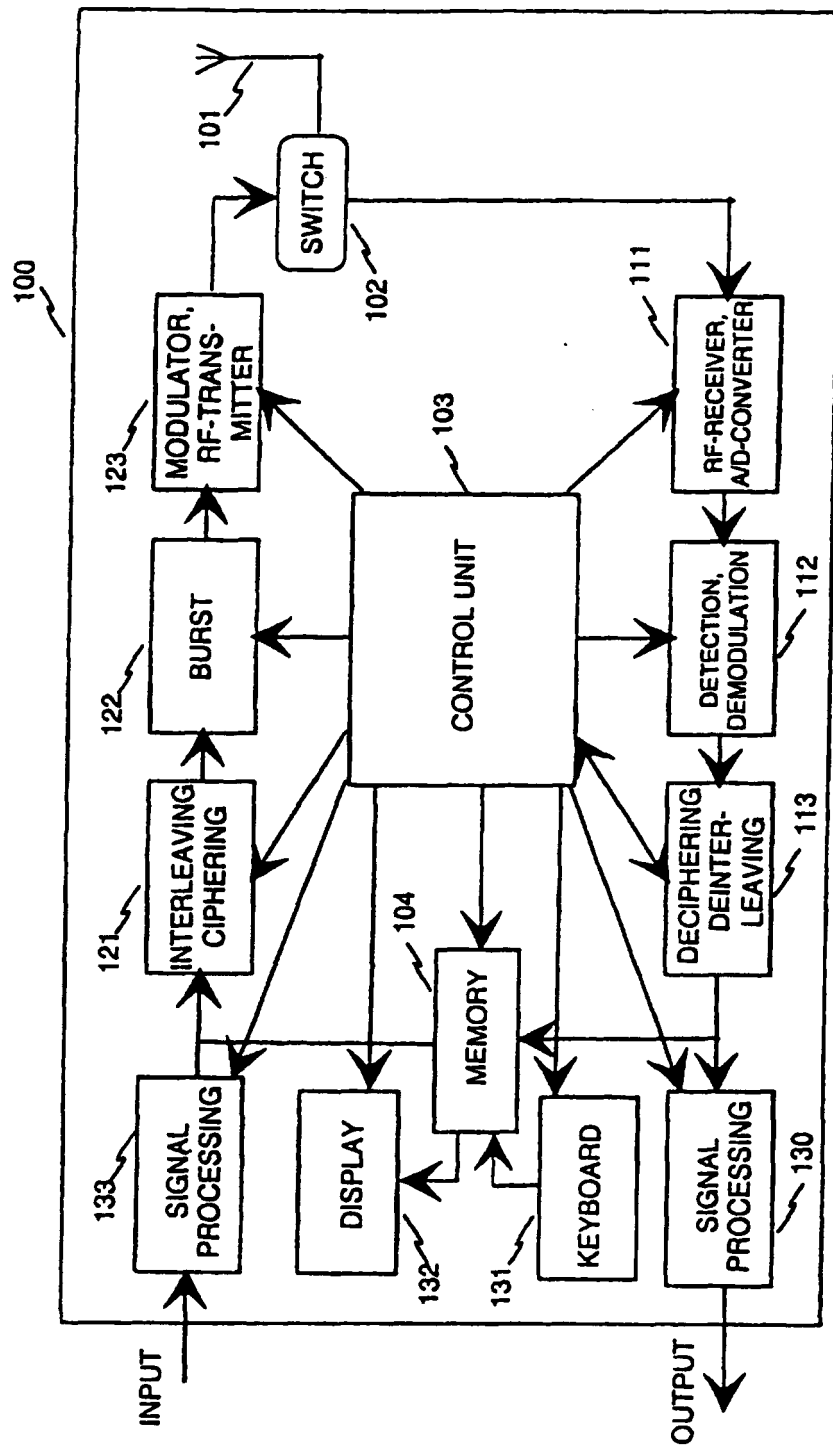 100
INPUT
133
SIGNAL
PROCESSING
121
INTERLEAVING
CIPHERING
122
BURST
123
MODULATOR,
RF-TRANS-
MITTER
101
SWITCH
102
DISPLAY
132
104
MEMORY
103
CONTROL UNIT
131
KEYBOARD
OUTPUT
SIGNAL
PROCESSING
130
DECIPHERING
DEINTER-
LEAVING
113
DETECTION,
DEMODULATION
112
RF-RECEIVER,
A/D-CONVERTER
111